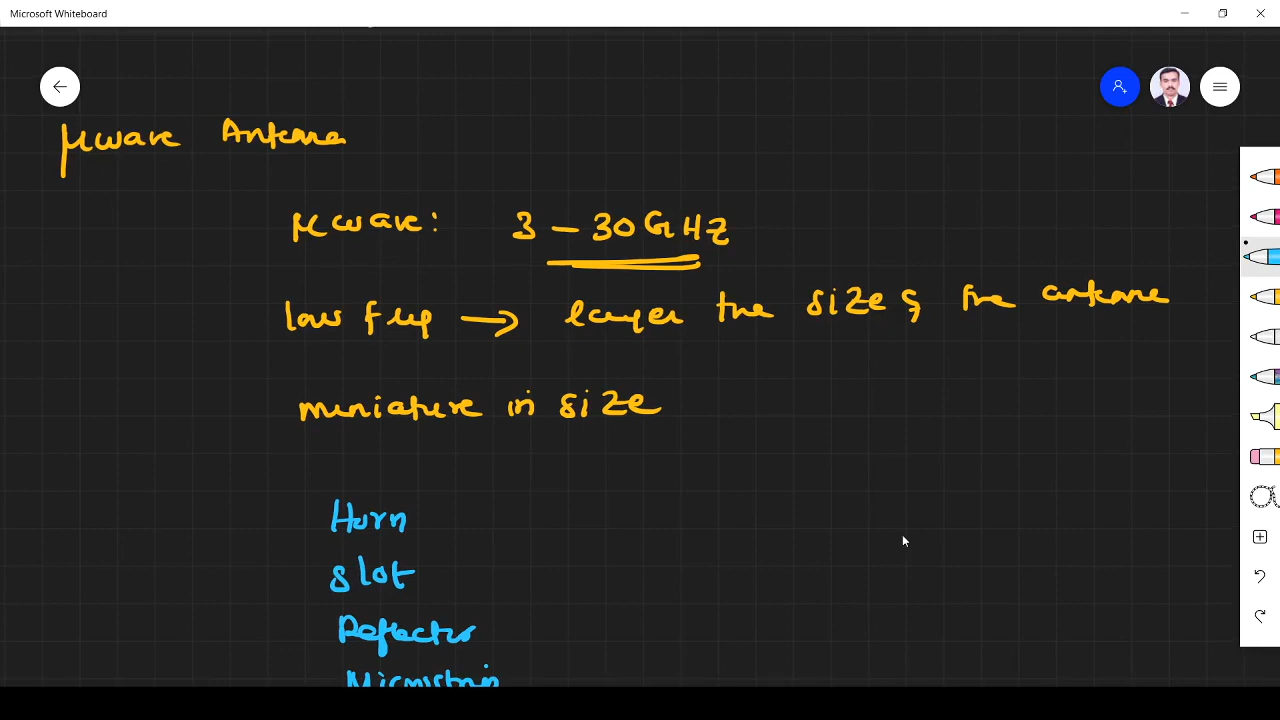 Microsoft Whiteboard
μwave Antenna
μwave: 3 – 30 GHZ
low freq → larger the size of the antenna
miniature in size
Horn
slot
Reflector
Microstrip